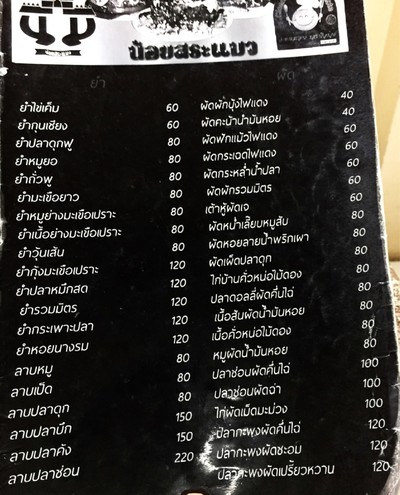 น้อยสระแมว
ยำ
ยำไข่เค็ม 60
ยำกุนเชียง 60
ยำปลาดุกฟู 80
ยำหมูยอ 80
ยำถั่วพู 80
ยำมะเขือยาว 80
ยำหมูย่างมะเขือเปราะ 80
ยำเนื้อย่างมะเขือเปราะ 80
ยำวุ้นเส้น 80
ยำกุ้งมะเขือเปราะ 120
ยำปลาหมึกสด 120
ยำรวมมิตร 120
ยำกระเพาะปลา 120
ยำหอยนางรม 120
ลาบหมู 80
ลาบเป็ด 80
ลาบปลาดุก 150
ลาบปลาบึก 150
ลาบปลาคัง 220
ลาบปลาช่อน
ผัด
ผัดผักบุ้งไฟแดง 40
ผัดคะน้าน้ำมันหอย 40
ผัดฟักแม้วไฟแดง 60
ผัดกระเฉดไฟแดง 60
ผัดกระหล่ำน้ำปลา 60
ผัดผักรวมมิตร 60
เต้าหู้ผัดเจ 60
ผัดหนำเลี๊ยบหมูสับ 80
ผัดหอยลายน้ำพริกเผา 80
ผัดเผ็ดปลาดุก 80
ไก่บ้านคั่วหน่อไม้ดอง 80
ปลาดอลลี่ผัดคื่นไฉ่ 80
เนื้อสันผัดน้ำมันหอย 80
เนื้อคั่วหน่อไม้ดอง 80
หมูผัดน้ำมันหอย 80
ปลาช่อนผัดคื่นไฉ่ 100
ปลาช่อนผัดฉ่า 100
ไก่ผัดเม็ดมะม่วง 100
ปลากะพงผัดคื่นไฉ่ 120
ปลากะพงผัดชะอม 120
ปลากะพงผัดเปรี้ยวหวาน 120